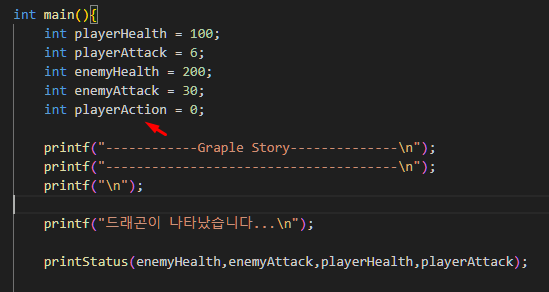 int main(){
int playerHealth = 100;
int playerAttack = 6;
int enemyHealth = 200;
int enemyAttack = 30;
int playerAction = 0;
printf("------------Graple Story--------------\n");
printf("--------------------------------------\n");
printf("\n");
printf("드래곤이 나타났습니다...\n");
printStatus(enemyHealth,enemyAttack,playerHealth,playerAttack);